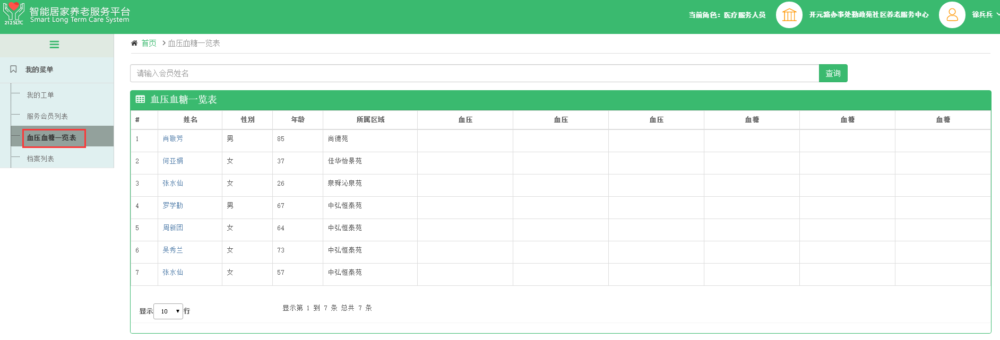 智能居家养老服务平台
Smart Long Term Care System
212SLTC
当前角色：医疗服务人员
开元路办事处勤政苑社区养老服务中心
徐兵兵
首页 > 血压血糖一览表
我的菜单
我的工单
服务会员列表
血压血糖一览表
档案列表
请输入会员姓名
查询
血压血糖一览表
# 姓名 性别 年龄 所属区域 血压 血压 血压 血糖 血糖 血糖
1 肖敬芳 男 85 尚德苑
2 何亚娟 女 37 佳华怡景苑
3 张水仙 女 26 泉舜沁泉苑
4 罗学勤 男 67 中弘恒泰苑
5 周新团 女 64 中弘恒泰苑
6 吴秀兰 女 73 中弘恒泰苑
7 张水仙 女 57 中弘恒泰苑
显示 10 行
显示第 1 到 7 条 总共 7 条